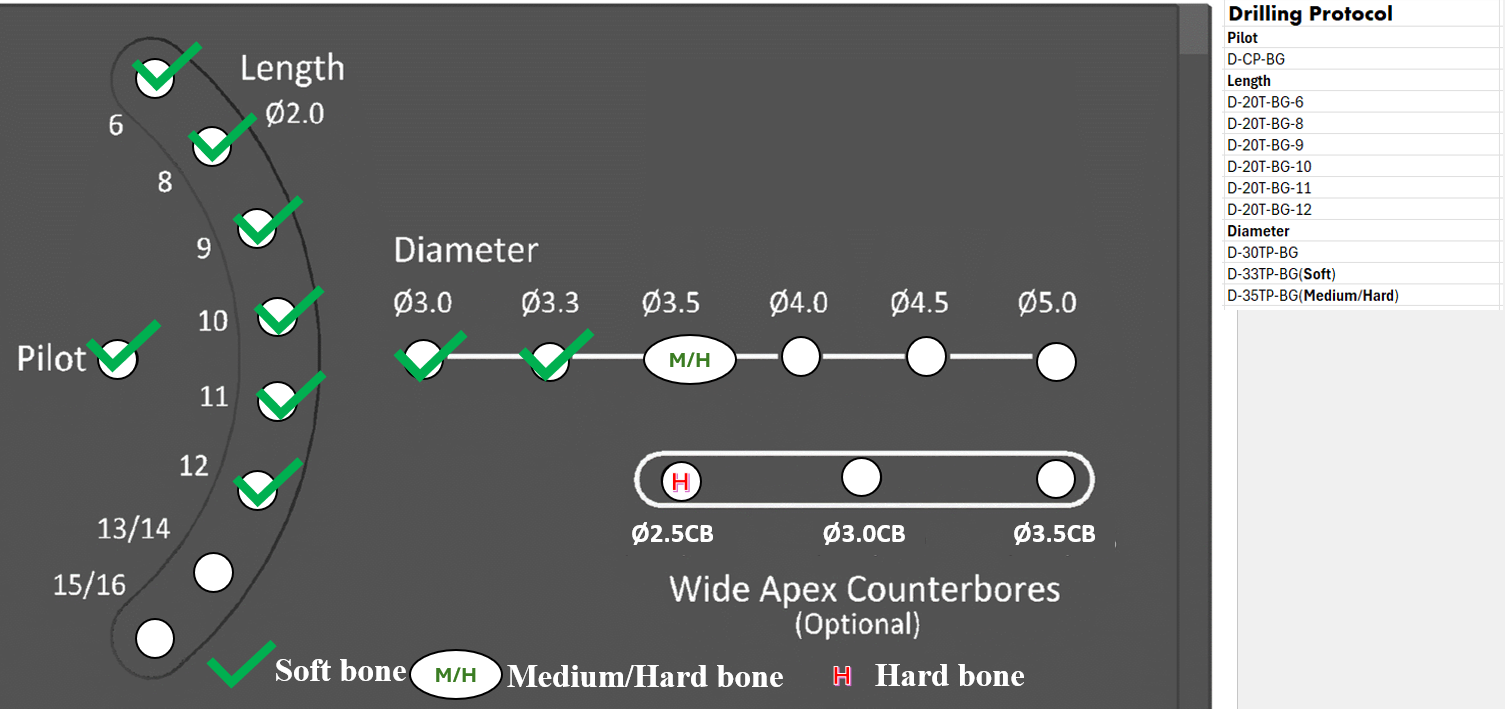 Length
Ø2.0
6
8
9
10
Pilot
11
12
13/14
15/16
Diameter
Ø3.0 Ø3.3 Ø3.5 Ø4.0 Ø4.5 Ø5.0
M/H
H
Ø2.5CB Ø3.0CB Ø3.5CB
Wide Apex Counterbores
(Optional)
Soft bone M/H Medium/Hard bone H Hard bone
Drilling Protocol
Pilot
D-CP-BG
Length
D-20T-BG-6
D-20T-BG-8
D-20T-BG-9
D-20T-BG-10
D-20T-BG-11
D-20T-BG-12
Diameter
D-30TP-BG
D-33TP-BG(Soft)
D-35TP-BG(Medium/Hard)